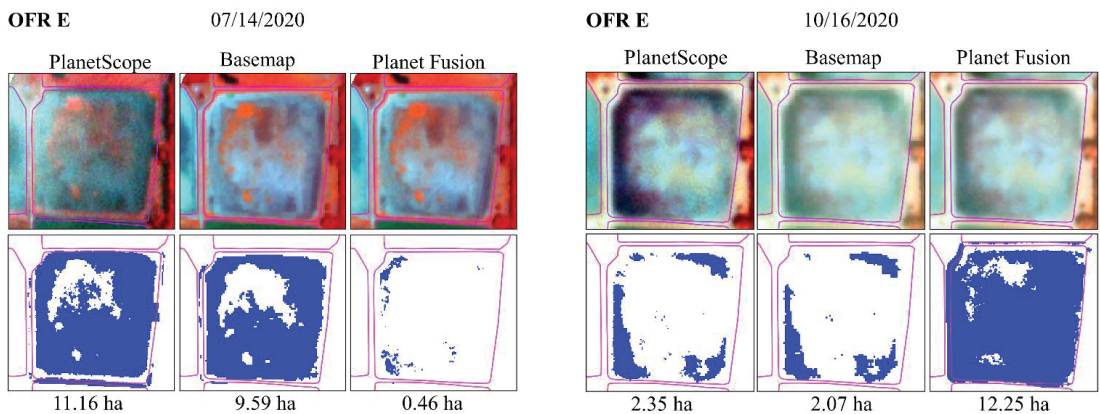 OFR E 07/14/2020
PlanetScope Basemap Planet Fusion
11.16 ha 9.59 ha 0.46 ha
OFR E 10/16/2020
PlanetScope Basemap Planet Fusion
2.35 ha 2.07 ha 12.25 ha